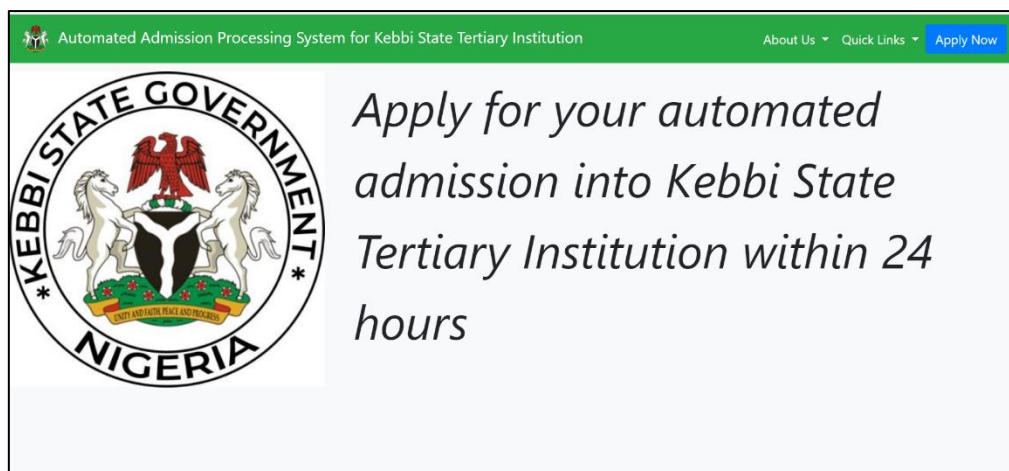 Automated Admission Processing System for Kebbi State Tertiary Institution
About Us
Quick Links
Apply Now
KEBBI STATE GOVERNMENT
UNITY AND FAITH, PEACE AND PROGRESS
NIGERIA
Apply for your automated
admission into Kebbi State
Tertiary Institution within 24
hours